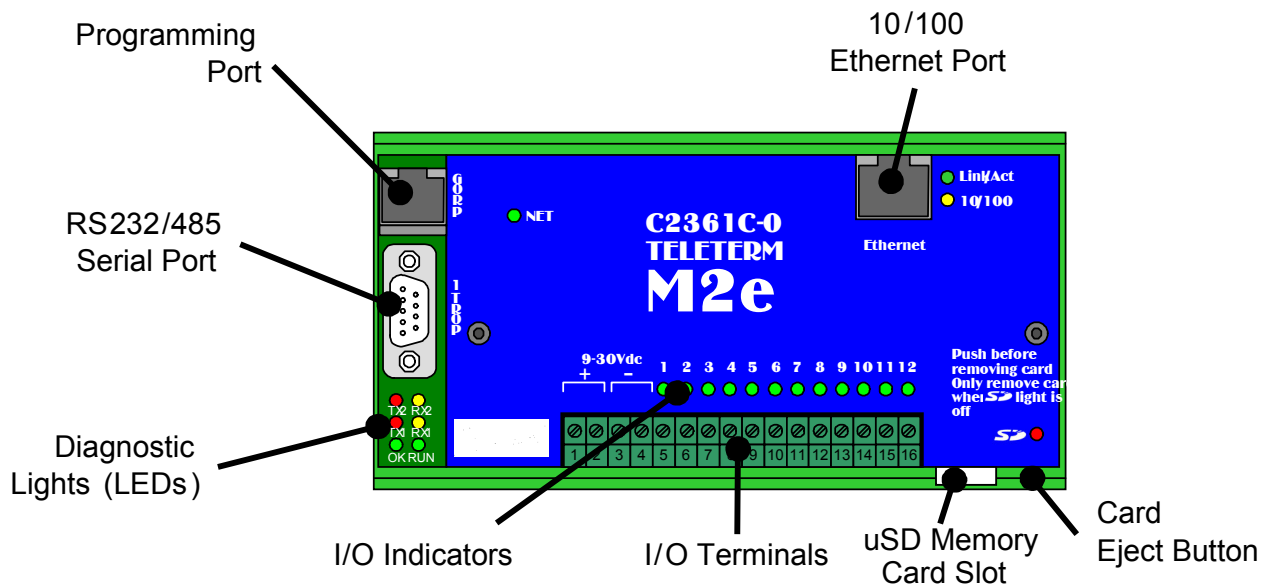 Programming
Port
10/100
Ethernet Port
RS232/485
Serial Port
GORP
1TROP
NET
C2361C-0
TELETERM
M2e
Link/Act
10/100
Ethernet
9-30Vdc
+ -
1 2 3 4 5 6 7 8 9 10 11 12
Push before
removing card
Only remove car
when SD light is
off
SD
TX2 RX2
TX1 RX1
OK RUN
1 2 3 4 5 6 7 9 10 11 12 13 14 15 16
Diagnostic
Lights (LEDs)
I/O Indicators
I/O Terminals
uSD Memory
Card Slot
Card
Eject Button